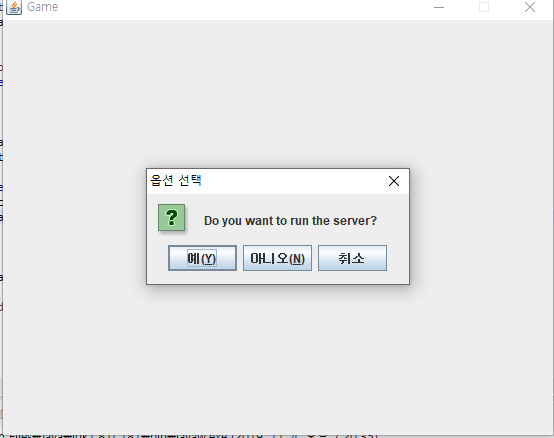 Game
옵션 선택
Do you want to run the server?
예(Y)
아니오(N)
취소